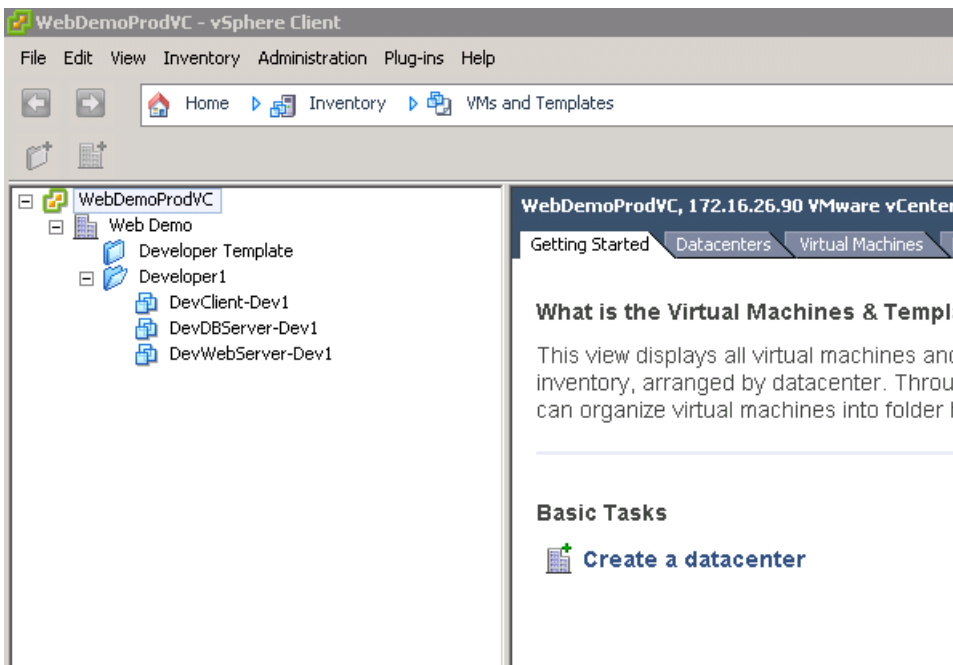 WebDemoProdVC - vSphere Client
File Edit View Inventory Administration Plug-ins Help
Home Inventory VMs and Templates
WebDemoProdVC
Web Demo
Developer Template
Developer1
DevClient-Dev1
DevDBServer-Dev1
DevWebServer-Dev1
WebDemoProdVC, 172.16.26.90 VMware vCenter
Getting Started Datacenters Virtual Machines
What is the Virtual Machines & Templ
This view displays all virtual machines and
inventory, arranged by datacenter. Throu
can organize virtual machines into folder
Basic Tasks
Create a datacenter